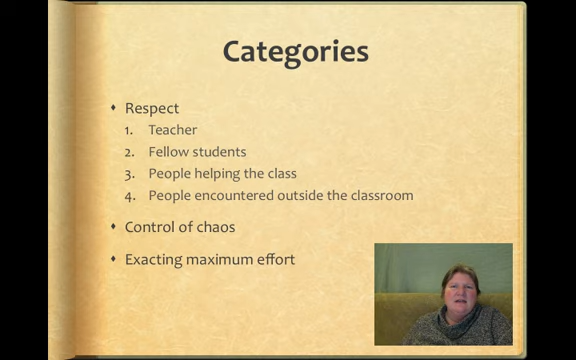 Categories
Respect
1. Teacher
2. Fellow students
3. People helping the class
4. People encountered outside the classroom
Control of chaos
Exacting maximum effort